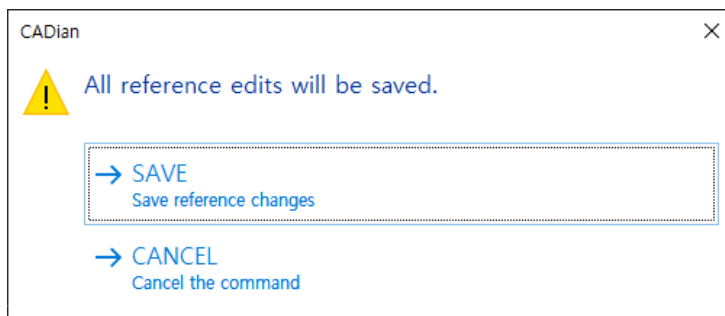 CADian
All reference edits will be saved.
SAVE
Save reference changes
CANCEL
Cancel the command